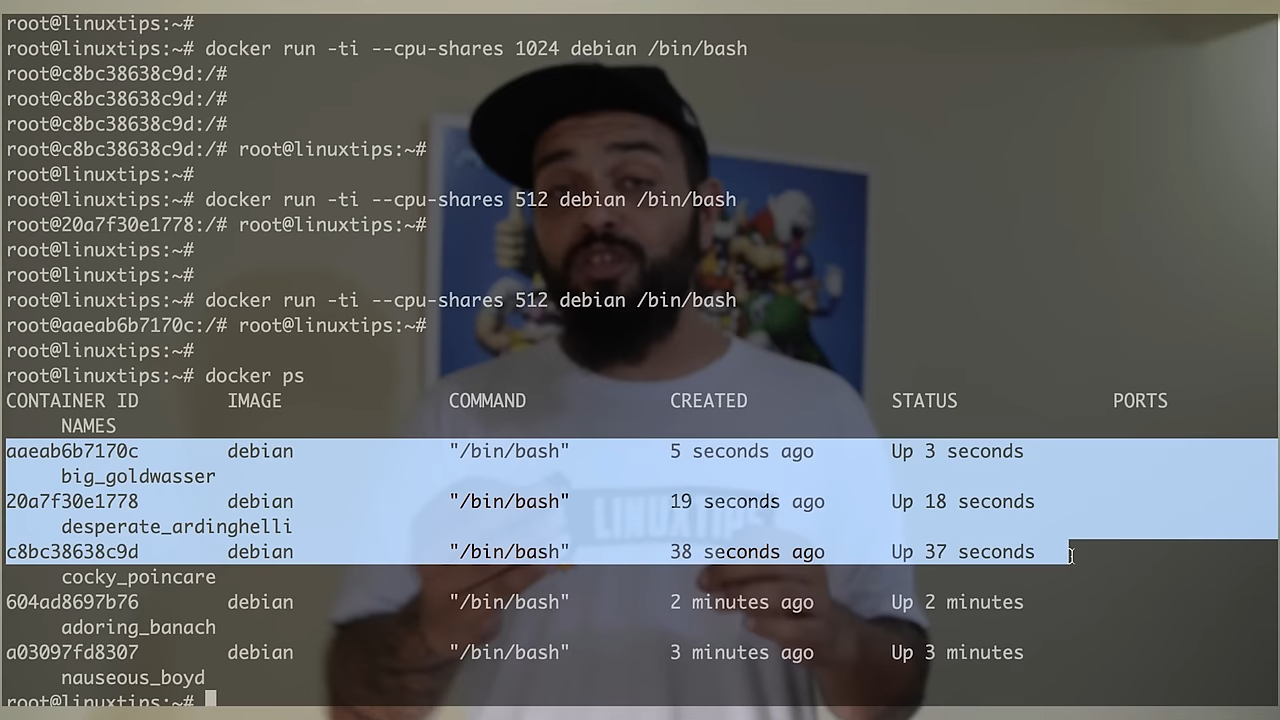 root@linuxtips:~#
root@linuxtips:~# docker run -ti --cpu-shares 1024 debian /bin/bash
root@c8bc38638c9d:/#
root@c8bc38638c9d:/#
root@c8bc38638c9d:/#
root@c8bc38638c9d:/# root@linuxtips:~#
root@linuxtips:~#
root@linuxtips:~# docker run -ti --cpu-shares 512 debian /bin/bash
root@20a7f30e1778:/# root@linuxtips:~#
root@linuxtips:~#
root@linuxtips:~#
root@linuxtips:~# docker run -ti --cpu-shares 512 debian /bin/bash
root@aaeab6b7170c:/# root@linuxtips:~#
root@linuxtips:~#
root@linuxtips:~# docker ps
CONTAINER ID IMAGE COMMAND CREATED STATUS PORTS
NAMES
aaeab6b7170c debian "/bin/bash" 5 seconds ago Up 3 seconds
big_goldwasser
20a7f30e1778 debian "/bin/bash" 19 seconds ago Up 18 seconds
desperate_ardinghelli
c8bc38638c9d debian "/bin/bash" 38 seconds ago Up 37 seconds
cocky_poincare
604ad8697b76 debian "/bin/bash" 2 minutes ago Up 2 minutes
adoring_banach
a03097fd8307 debian "/bin/bash" 3 minutes ago Up 3 minutes
nauseous_boyd
root@linuxtips:~#
LINUXTIPS